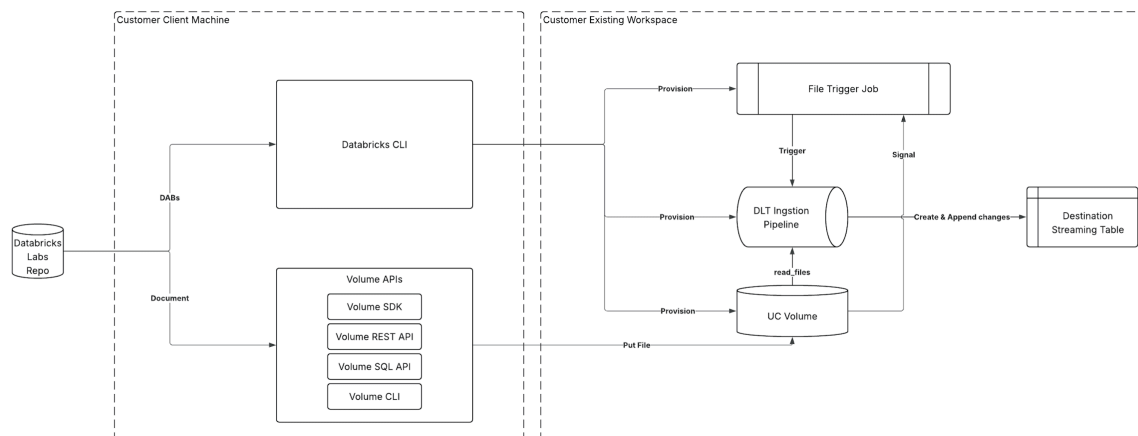 Customer Client Machine
Customer Existing Workspace
Databricks CLI
DABs
Databricks
Labs
Repo
Document
Volume APIs
Volume SDK
Volume REST API
Volume SQL API
Volume CLI
Provision
File Trigger Job
Trigger
Signal
Provision
DLT Ingstion
Pipeline
Create & Append changes
Destination
Streaming Table
read_files
Provision
UC Volume
Put File